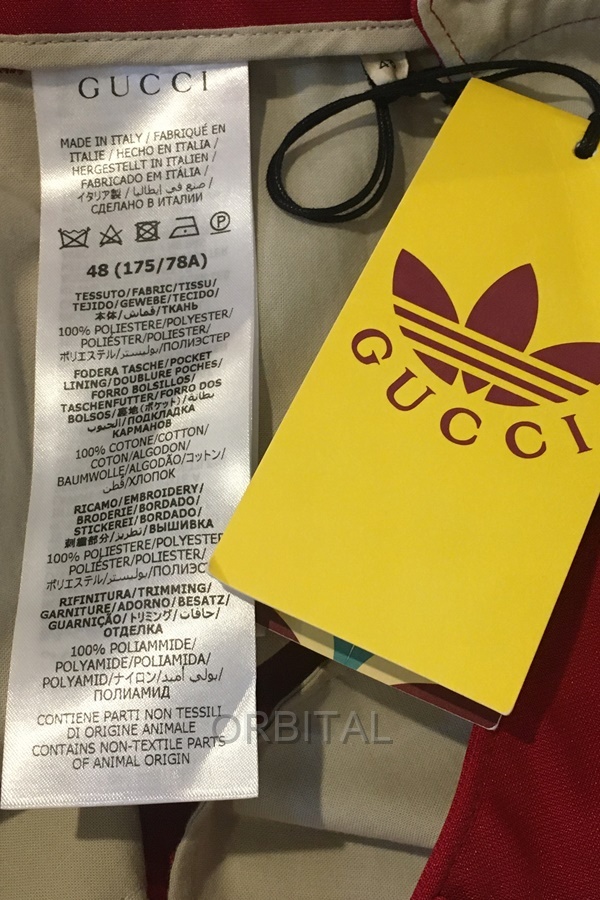 GUCCI
MADE IN ITALY / FABRIQUÉ EN
ITALIE / HECHO EN ITALIA /
HERGESTELLT IN ITALIEN /
FABRICADO EM ITÁLIA /
イタリア製 / صنع في إيطاليا /
СДЕЛАНО В ИТАЛИИ
P
48 (175/78A)
TESSUTO/FABRIC/TISSU/
TEJIDO/GEWEBE/TECIDO/
本体/قماش/ТКАНЬ
100% POLIESTERE/POLYESTER/
POLIÉSTER/POLIESTER/
ポリエステル/بوليستر/ПОЛИЭСТЕР
FODERA TASCHE/POCKET
LINING/DOUBLURE POCHES/
FORRO BOLSILLOS/
TASCHENFUTTER/FORRO DOS
BOLSOS/裏地(ポケット)/بطانة
الجيوب/ПОДКЛАДКА
КАРМАНОВ
100% COTONE/COTTON/
COTON/ALGODON/
BAUMWOLLE/ALGODÃO/コットン/
قطن/ХЛОПОК
RICAMO/EMBROIDERY/
BRODERIE/BORDADO/
STICKEREI/BORDADO/
刺繍部分/تطريز/ВЫШИВКА
100% POLIESTERE/POLYESTER
POLIÉSTER/POLIESTER/
ポリエステル/بوليستر/ПОЛИЭС
RIFINITURA/TRIMMING/
GARNITURE/ADORNO/BESATZ/
GUARNIÇÃO/トリミング/حافات/
ОТДЕЛКА
100% POLIAMMIDE/
POLYAMIDE/POLIAMIDA/
POLYAMID/ナイロン/بولي أميد/
ПОЛИАМИД
CONTIENE PARTI NON TESSILI
DI ORIGINE ANIMALE
CONTAINS NON-TEXTILE PARTS
OF ANIMAL ORIGIN
GUCCI
ORBITAL